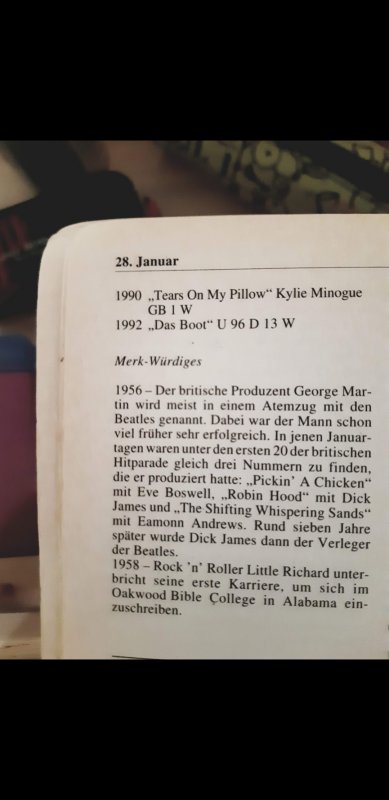 28. Januar
1990 „Tears On My Pillow“ Kylie Minogue
GB 1 W
1992 „Das Boot“ U 96 D 13 W
Merk-Würdiges
1956 – Der britische Produzent George Mar-
tin wird meist in einem Atemzug mit den
Beatles genannt. Dabei war der Mann schon
viel früher sehr erfolgreich. In jenen Januar-
tagen waren unter den ersten 20 der britischen
Hitparade gleich drei Nummern zu finden,
die er produziert hatte: „Pickin’ A Chicken“
mit Eve Boswell, „Robin Hood“ mit Dick
James und „The Shifting Whispering Sands“
mit Eamonn Andrews. Rund sieben Jahre
später wurde Dick James dann der Verleger
der Beatles.
1958 – Rock ’n’ Roller Little Richard unter-
bricht seine erste Karriere, um sich im
Oakwood Bible College in Alabama ein-
zuschreiben.